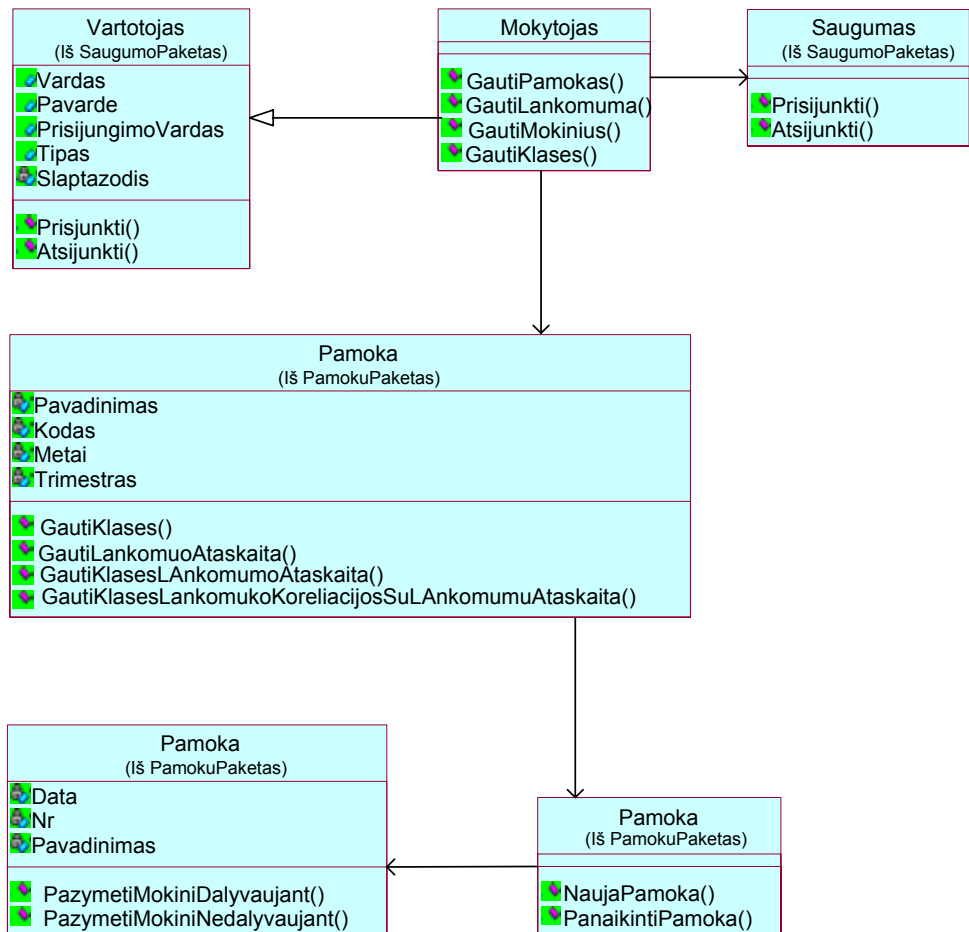 Vartotojas
(Iš SaugumoPaketas)
Vardas
Pavarde
PrisijungimoVardas
Tipas
Slaptazodis
Prisjunkti()
Atsijunkti()
Mokytojas
GautiPamokas()
GautiLankomuma()
GautiMokinius()
GautiKlases()
Saugumas
(Iš SaugumoPaketas)
Prisijunkti()
Atsijunkti()
Pamoka
(Iš PamokuPaketas)
Pavadinimas
Kodas
Metai
Trimestras
GautiKlases()
GautiLankomuoAtaskaita()
GautiKlasesLAnkomumoAtaskaita()
GautiKlasesLankomukoKoreliacijosSuLAnkomumuAtaskaita()
Pamoka
(Iš PamokuPaketas)
Data
Nr
Pavadinimas
PazymetiMokiniDalyvaujant()
PazymetiMokiniNedalyvaujant()
Pamoka
(Iš PamokuPaketas)
NaujaPamoka()
PanaikintiPamoka()